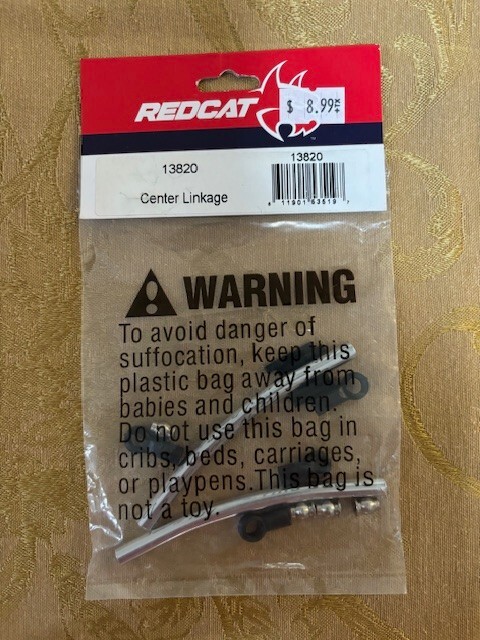 REDCAT
$ 8.99
13820
13820
Center Linkage
WARNING
To avoid danger of
suffocation, keep this
plastic bag away from
babies and children.
Do not use this bag in
cribs, beds, carriages,
or playpens.This bag is
not a toy.